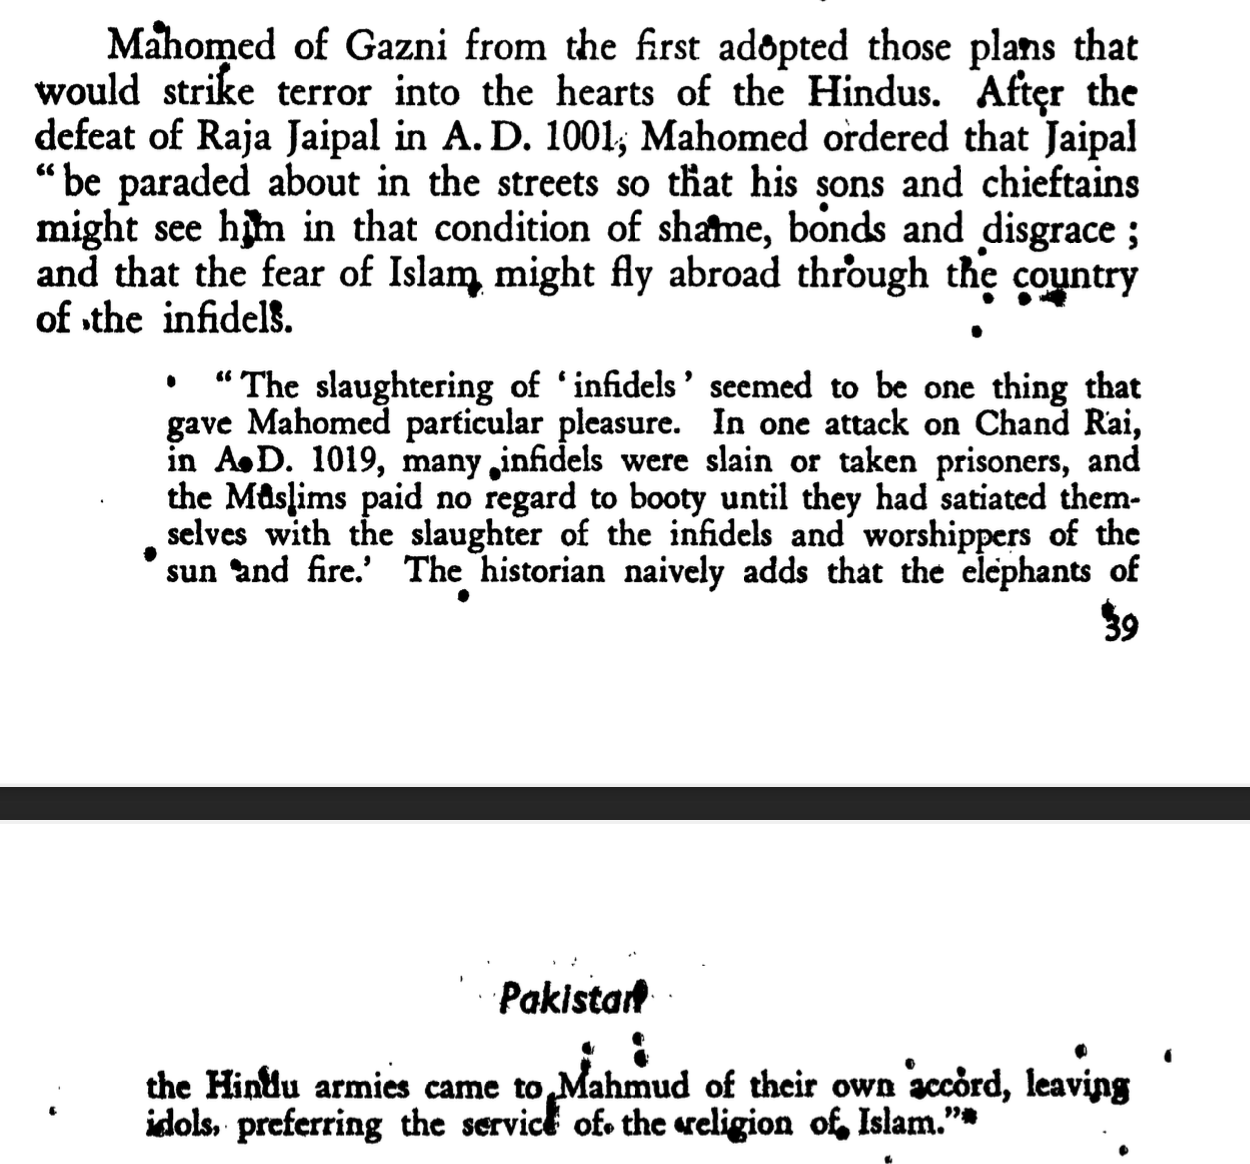 Mahomed of Gazni from the first adopted those plans that
would strike terror into the hearts of the Hindus. After the
defeat of Raja Jaipal in A. D. 1001, Mahomed ordered that Jaipal
“ be paraded about in the streets so that his sons and chieftains
might see him in that condition of shame, bonds and disgrace ;
and that the fear of Islam might fly abroad through the country
of the infidels.
“ The slaughtering of ‘ infidels ’ seemed to be one thing that
gave Mahomed particular pleasure. In one attack on Chand Rai,
in A. D. 1019, many infidels were slain or taken prisoners, and
the Muslims paid no regard to booty until they had satiated them-
selves with the slaughter of the infidels and worshippers of the
sun and fire.’ The historian naively adds that the elephants of
39
Pakistan
the Hindu armies came to Mahmud of their own accord, leaving
idols, preferring the service of the religion of Islam.”*